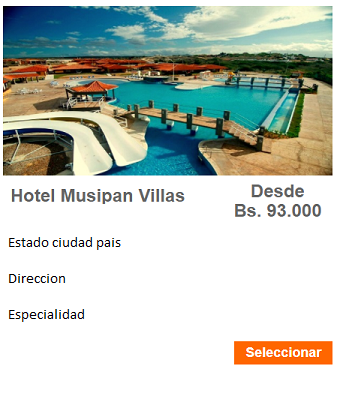 Hotel Musipan Villas
Desde
Bs. 93.000
Estado ciudad pais
Direccion
Especialidad
Seleccionar